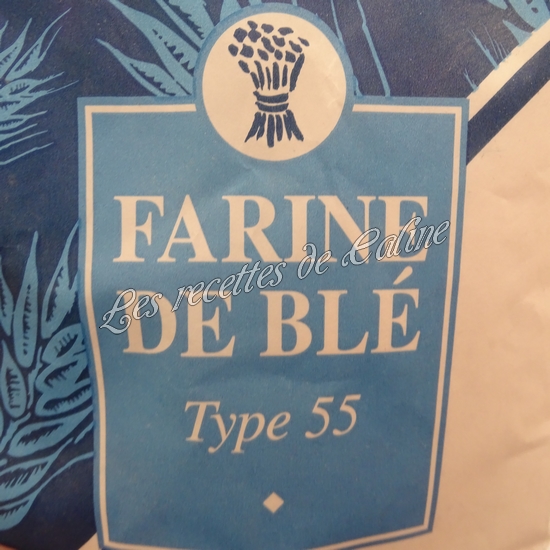 FARINE
Les recettes de Caline
DE BLÉ
Type 55